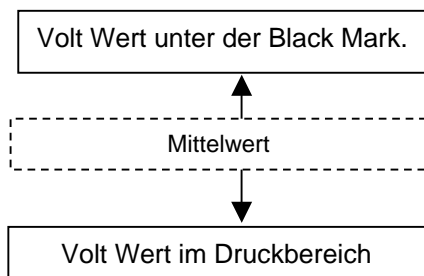 Volt Wert unter der Black Mark.
Mittelwert
Volt Wert im Druckbereich